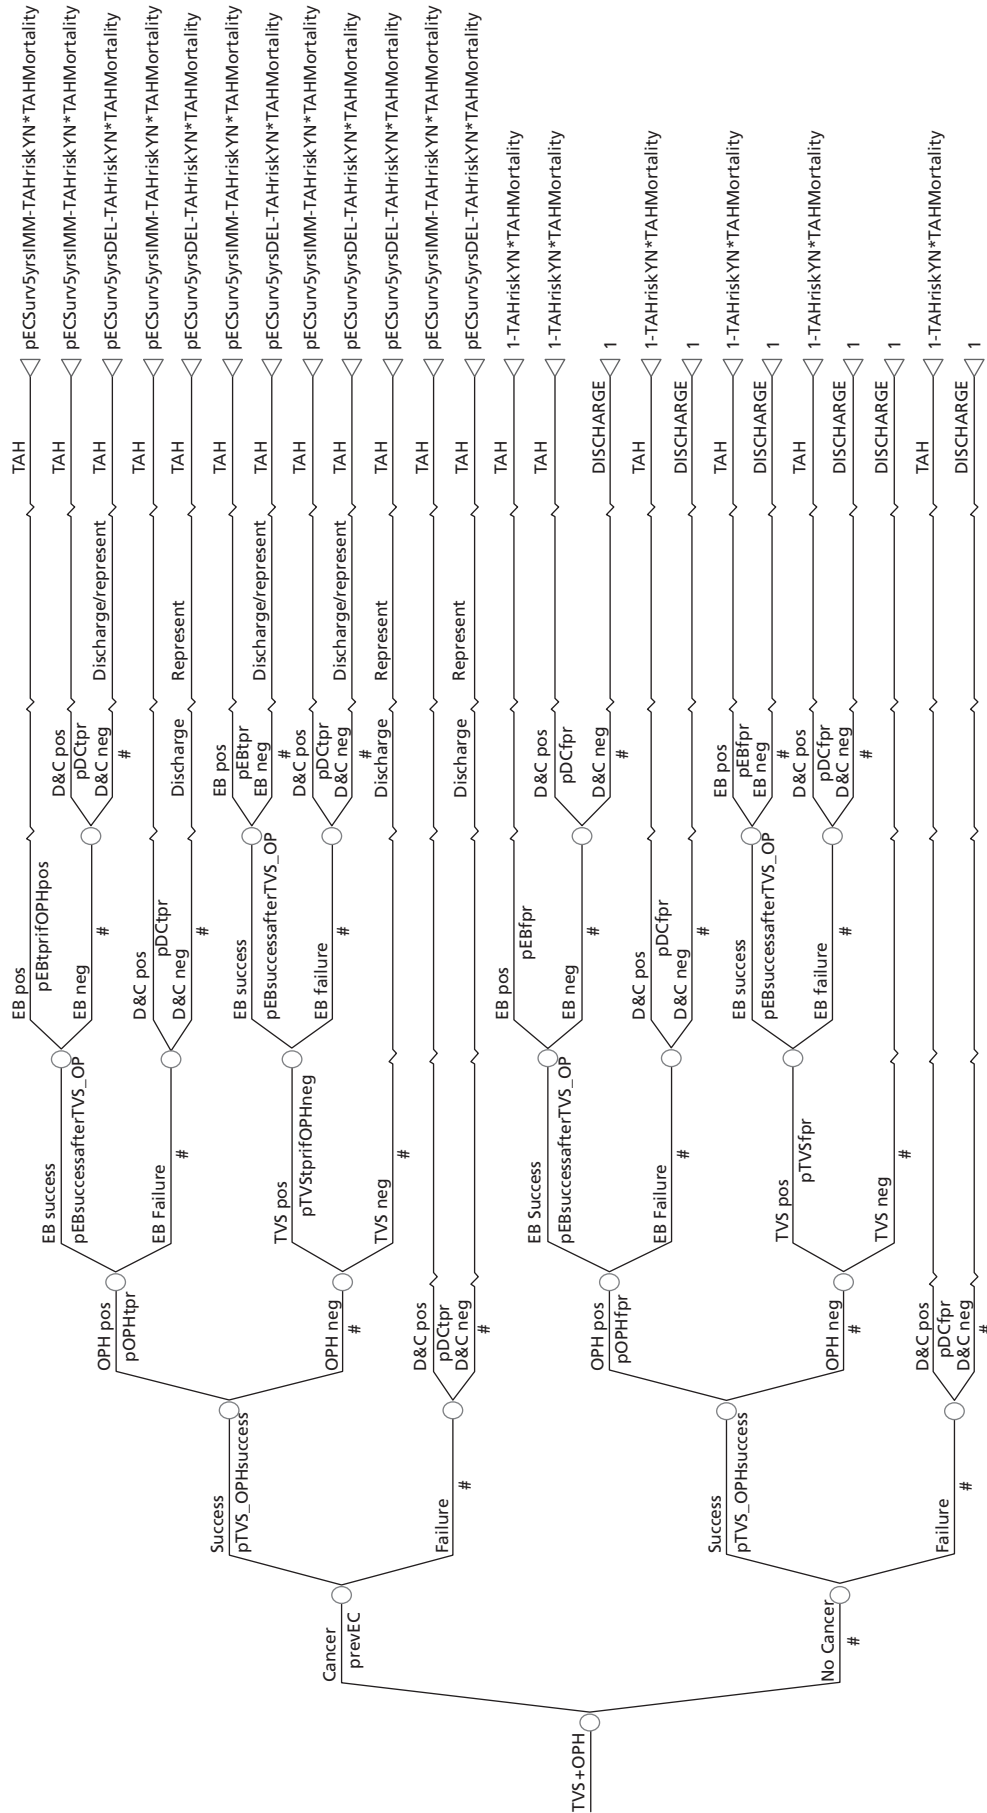 EB pos
TAH
pECSurv5yrsIMM-TAHriskYN*TAHMortality
pEBtprifOPHpos
EB success
pEBsuccessafterTVS_OP
D&C pos
TAH
pECSurv5yrsIMM-TAHriskYN*TAHMortality
pDCtpr
EB neg
#
D&C neg
Discharge/represent
TAH
pECSurv5yrsDEL-TAHriskYN*TAHMortality
#
OPH pos
pOPHtpr
D&C pos
TAH
pECSurv5yrsIMM-TAHriskYN*TAHMortality
pDCtpr
EB Failure
#
D&C neg
Discharge
Represent
TAH
pECSurv5yrsDEL-TAHriskYN*TAHMortality
#
Success
pTVS_OPHsuccess
EB success
pEBsuccessafterTVS_OP
EB pos
TAH
pECSurv5yrsIMM-TAHriskYN*TAHMortality
pEBtpr
EB neg
Discharge/represent
TAH
pECSurv5yrsDEL-TAHriskYN*TAHMortality
#
TVS pos
pTVStprifOPHneg
D&C pos
TAH
pECSurv5yrsIMM-TAHriskYN*TAHMortality
pDCtpr
EB failure
#
D&C neg
Discharge/represent
TAH
pECSurv5yrsDEL-TAHriskYN*TAHMortality
#
OPH neg
#
TVS neg
#
Discharge
Represent
TAH
pECSurv5yrsDEL-TAHriskYN*TAHMortality
Cancer
prevEC
D&C pos
TAH
pECSurv5yrsIMM-TAHriskYN*TAHMortality
pDCtpr
Failure
#
D&C neg
Discharge
Represent
TAH
pECSurv5yrsDEL-TAHriskYN*TAHMortality
#
TVS+OPH
EB pos
TAH
1-TAHriskYN*TAHMortality
pEBfpr
EB Success
pEBsuccessafterTVS_OP
D&C pos
TAH
1-TAHriskYN*TAHMortality
pDCfpr
EB neg
#
D&C neg
DISCHARGE
1
#
OPH pos
pOPHfpr
D&C pos
TAH
1-TAHriskYN*TAHMortality
pDCfpr
EB Failure
#
D&C neg
DISCHARGE
1
#
Success
pTVS_OPHsuccess
EB success
pEBsuccessafterTVS_OP
EB pos
TAH
1-TAHriskYN*TAHMortality
pEBfpr
EB neg
DISCHARGE
1
#
TVS pos
pTVSfpr
D&C pos
TAH
1-TAHriskYN*TAHMortality
pDCfpr
EB failure
#
D&C neg
DISCHARGE
1
#
OPH neg
#
TVS neg
#
DISCHARGE
1
No Cancer
#
D&C pos
TAH
1-TAHriskYN*TAHMortality
pDCfpr
Failure
#
D&C neg
DISCHARGE
1
#